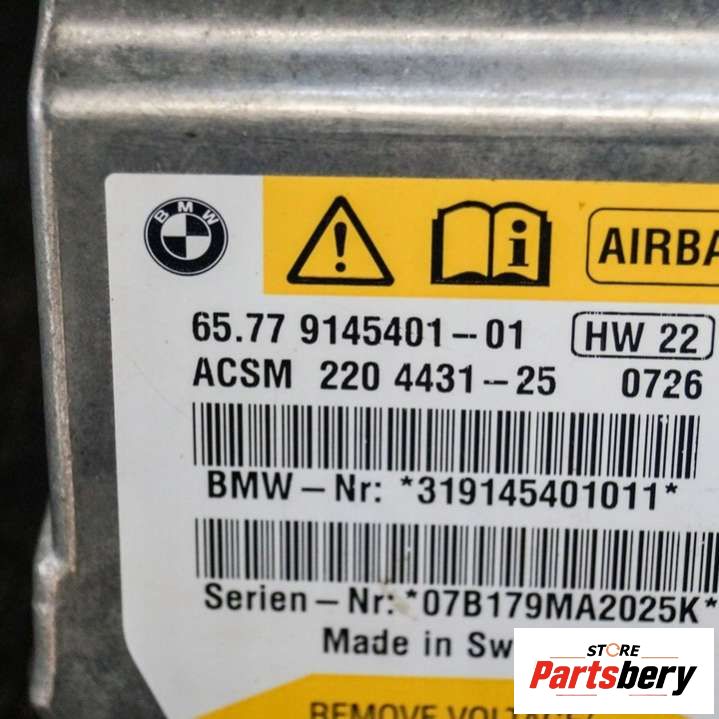 BMW
AIRBA
65.77 9145401-01 HW 22
ACSM 220 4431-25 0726
BMW-Nr: *319145401011*
Serien-Nr: *07B179MA2025K*
Made in Sw
REMOVE
STORE
Partsbery